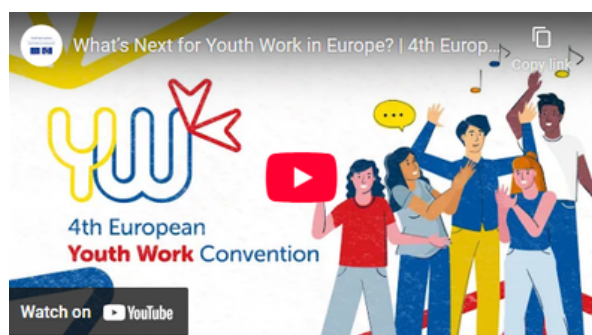 What's Next for Youth Work in Europe? | 4th Europ...
Copy link
YW
4th European
Youth Work Convention
Watch on YouTube